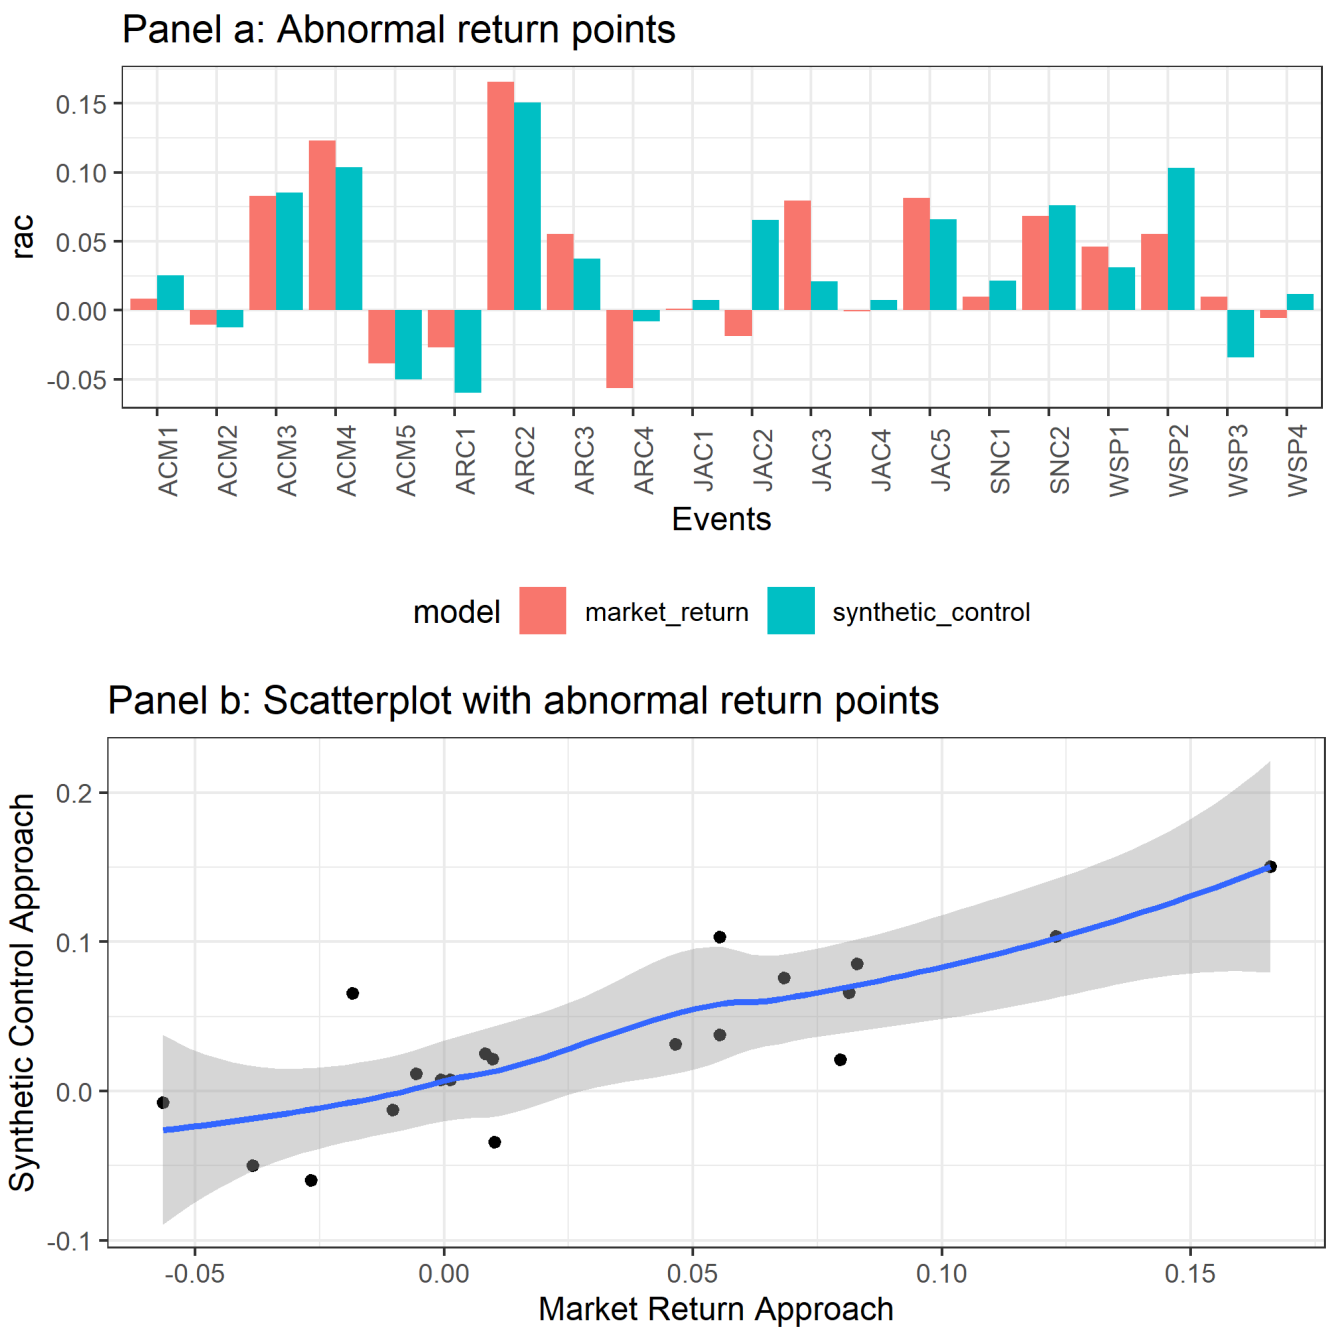 Panel a: Abnormal return points
rac
0.15
0.10
0.05
0.00
-0.05
ACM1 ACM2 ACM3 ACM4 ACM5 ARC1 ARC2 ARC3 ARC4 JAC1 JAC2 JAC3 JAC4 JAC5 SNC1 SNC2 WSP1 WSP2 WSP3 WSP4
Events
model market_return synthetic_control
Panel b: Scatterplot with abnormal return points
Synthetic Control Approach
0.2
0.1
0.0
-0.1
-0.05 0.00 0.05 0.10 0.15
Market Return Approach